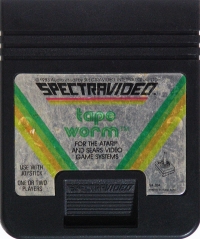 SPECTRAVIDEO
tape
worm
FOR THE ATARI®
AND SEARS VIDEO
GAME SYSTEMS
USE WITH
JOYSTICK
ONE OR TWO
PLAYERS
SPECTRAVIDEO